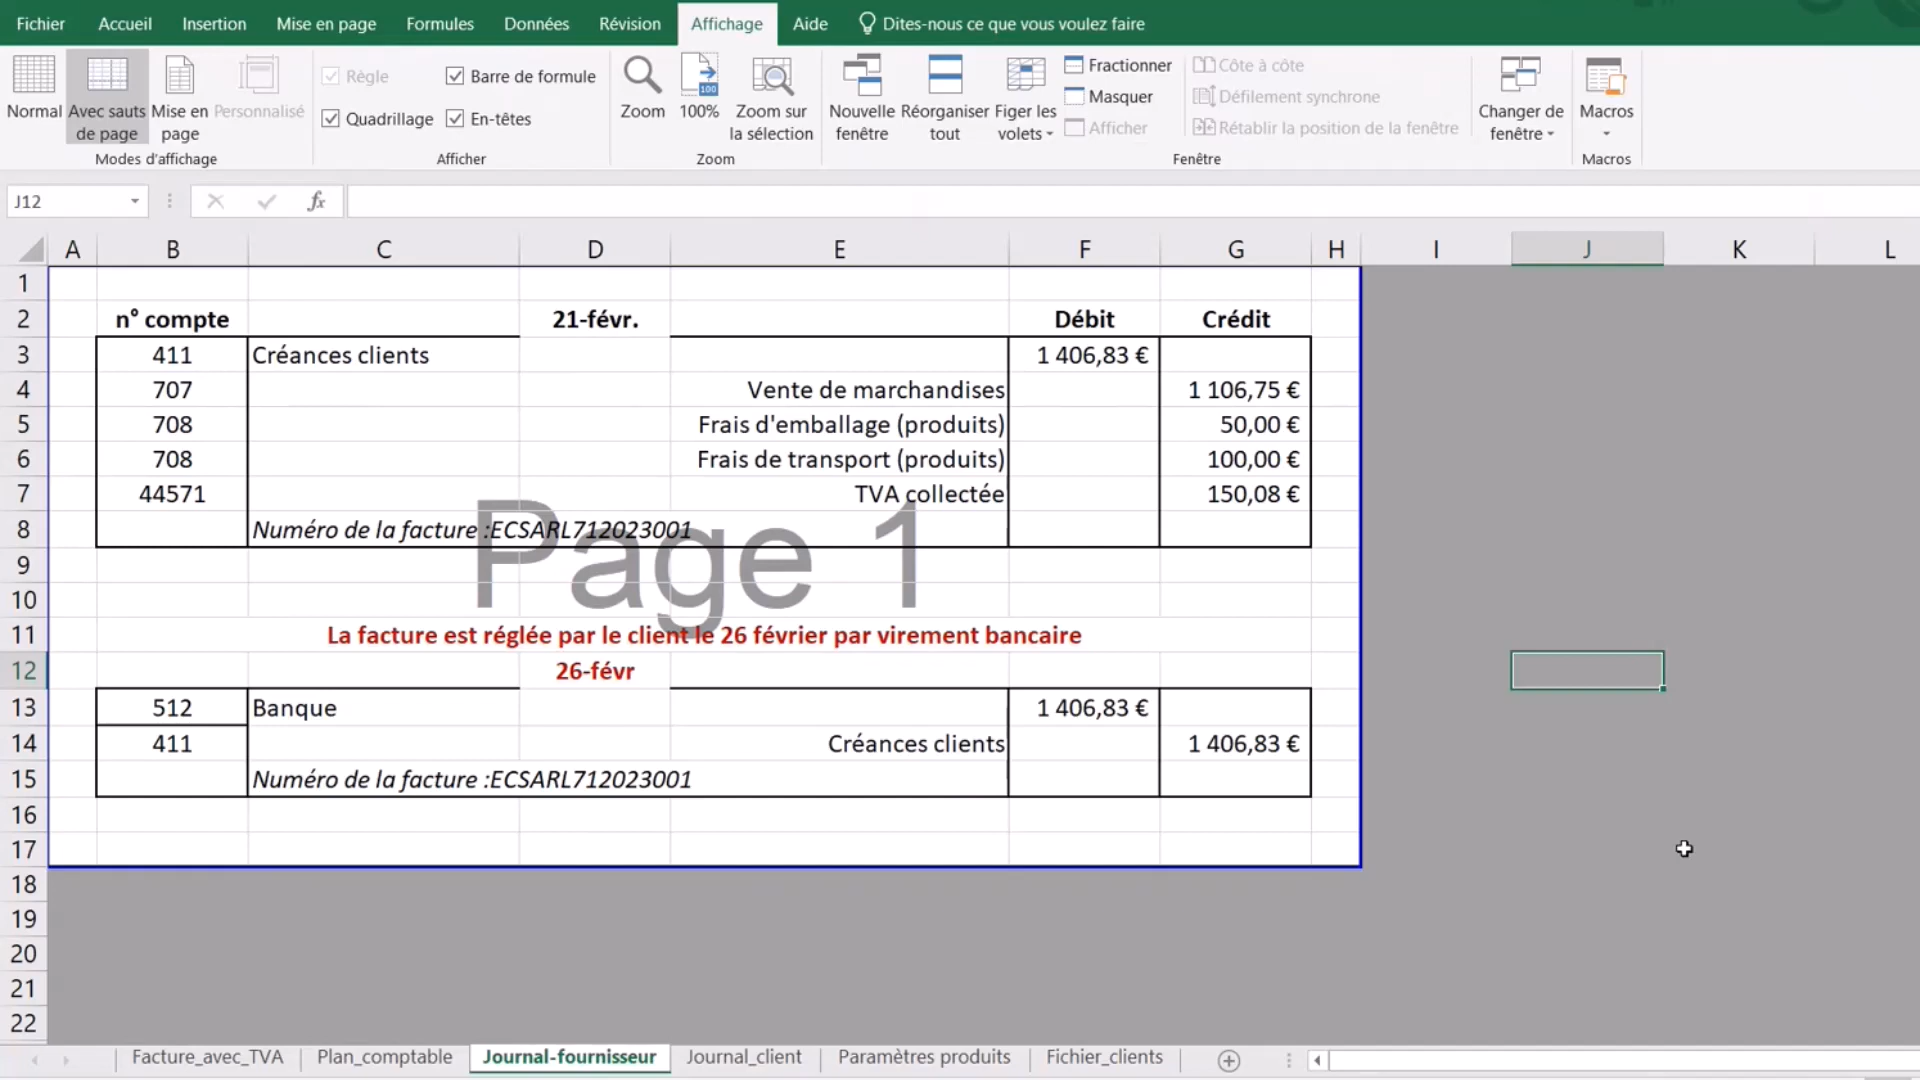 Fichier Accueil Insertion Mise en page Formules Données Révision Affichage Aide Dites-nous ce que vous voulez faire
Normal Avec sauts de page Mise en page Personnalisé
Modes d'affichage
Règle Barre de formule
Quadrillage En-têtes
Afficher
Zoom 100% Zoom sur la sélection
100
Zoom
Nouvelle fenêtre Réorganiser tout Figer les volets
Fractionner
Masquer
Afficher
Côte à côte
Défilement synchrone
Rétablir la position de la fenêtre
Changer de fenêtre
Fenêtre
Macros
Macros
J12 fx
A B C D E F G H I J K L
1
2 n° compte 21-févr. Débit Crédit
3 411 Créances clients 1 406,83 €
4 707 Vente de marchandises 1 106,75 €
5 708 Frais d'emballage (produits) 50,00 €
6 708 Frais de transport (produits) 100,00 €
7 44571 TVA collectée 150,08 €
8 Numéro de la facture :ECSARL712023001
Page 1
9
10
11 La facture est réglée par le client le 26 février par virement bancaire
12 26-févr
13 512 Banque 1 406,83 €
14 411 Créances clients 1 406,83 €
15 Numéro de la facture :ECSARL712023001
16
17
18
19
20
21
22
Facture_avec_TVA Plan_comptable Journal-fournisseur Journal_client Paramètres produits Fichier_clients